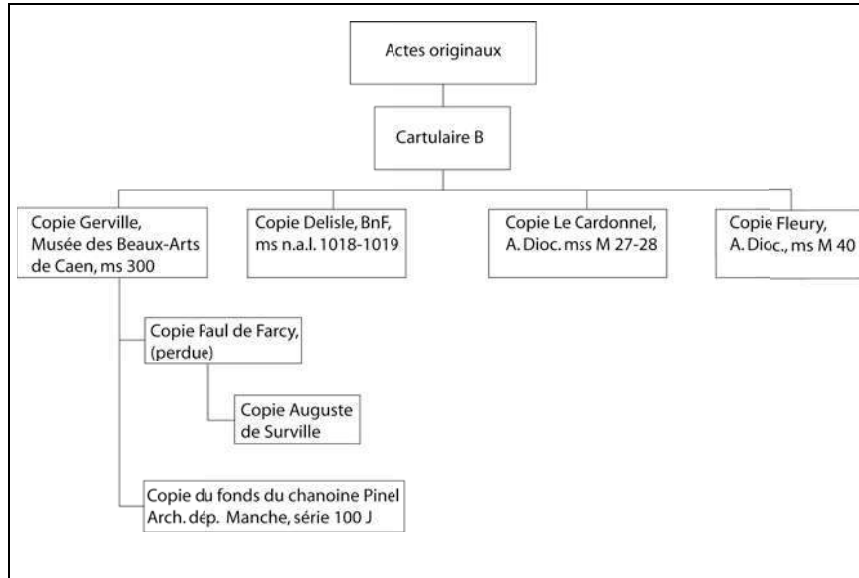 Actes originaux
Cartulaire B
Copie Gerville,
Musée des Beaux-Arts
de Caen, ms 300
Copie Delisle, BnF,
ms n.a.l. 1018-1019
Copie Le Cardonnel,
A. Dioc. mss M 27-28
Copie Fleury,
A. Dioc., ms M 40
Copie Paul de Farcy,
(perdue)
Copie Auguste
de Surville
Copie du fonds du chanoine Pinel
Arch. dép. Manche, série 100 J